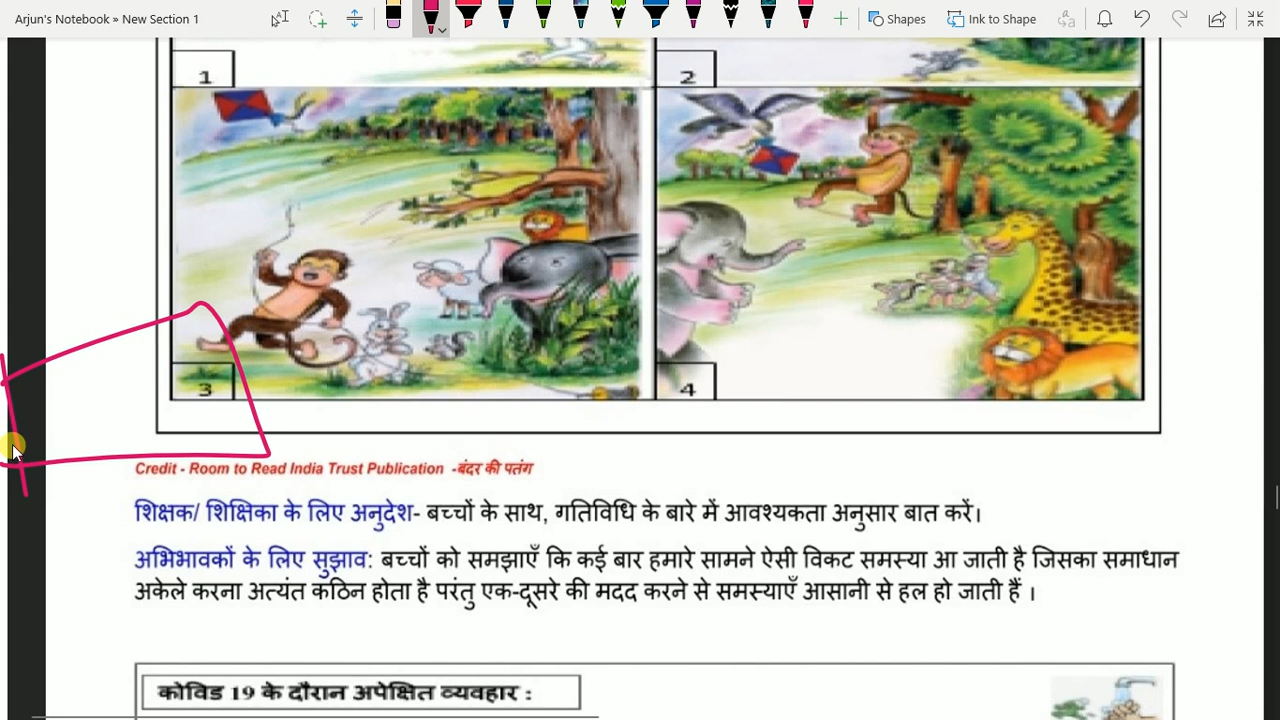 Arjun's Notebook » New Section 1
Shapes
Ink to Shape
1
2
3
4
Credit - Room to Read India Trust Publication -बंदर की पतंग
शिक्षक/ शिक्षिका के लिए अनुदेश- बच्चों के साथ, गतिविधि के बारे में आवश्यकता अनुसार बात करें।
अभिभावकों के लिए सुझाव: बच्चों को समझाएँ कि कई बार हमारे सामने ऐसी विकट समस्या आ जाती है जिसका समाधान
अकेले करना अत्यंत कठिन होता है परंतु एक-दूसरे की मदद करने से समस्याएँ आसानी से हल हो जाती हैं ।
कोविड 19 के दौरान अपेक्षित व्यवहार :